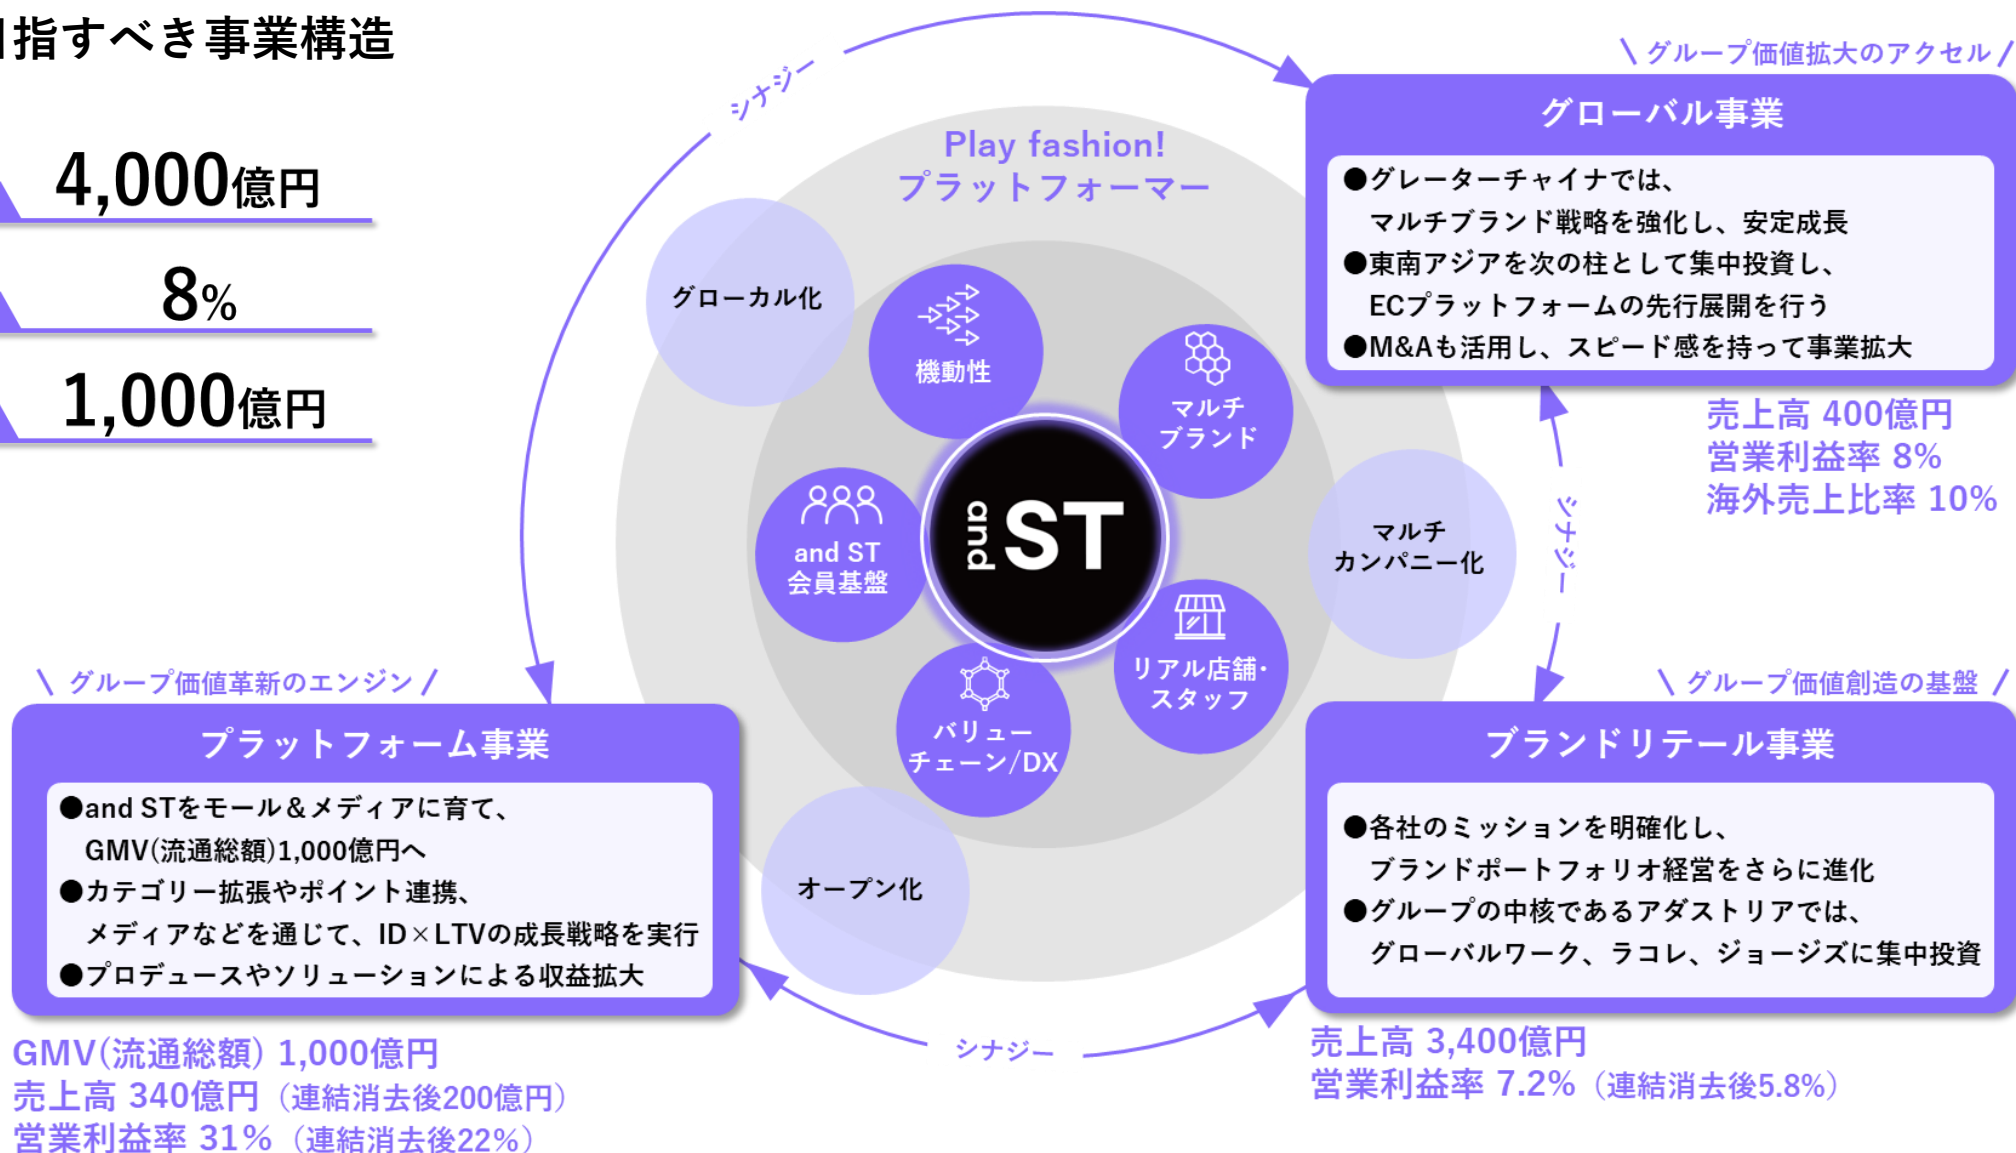 目指すべき事業構造
4,000億円
8%
1,000億円
シナジー
Play fashion!
プラットフォーマー
グローカル化
機動性
マルチ
ブランド
and ST
会員基盤
and ST
マルチ
カンパニー化
リアル店舗・
スタッフ
バリュー
チェーン/DX
オープン化
\ グループ価値拡大のアクセル /
グローバル事業
●グレーターチャイナでは、
マルチブランド戦略を強化し、安定成長
●東南アジアを次の柱として集中投資し、
ECプラットフォームの先行展開を行う
●M&Aも活用し、スピード感を持って事業拡大
売上高 400億円
営業利益率 8%
海外売上比率 10%
シナジー
\ グループ価値革新のエンジン /
プラットフォーム事業
●and STをモール&メディアに育て、
GMV(流通総額)1,000億円へ
●カテゴリー拡張やポイント連携、
メディアなどを通じて、ID×LTVの成長戦略を実行
●プロデュースやソリューションによる収益拡大
GMV(流通総額) 1,000億円
売上高 340億円（連結消去後200億円）
営業利益率 31%（連結消去後22%）
シナジー
\ グループ価値創造の基盤 /
ブランドリテール事業
●各社のミッションを明確化し、
ブランドポートフォリオ経営をさらに進化
●グループの中核であるアダストリアでは、
グローバルワーク、ラコレ、ジョージズに集中投資
売上高 3,400億円
営業利益率 7.2%（連結消去後5.8%）